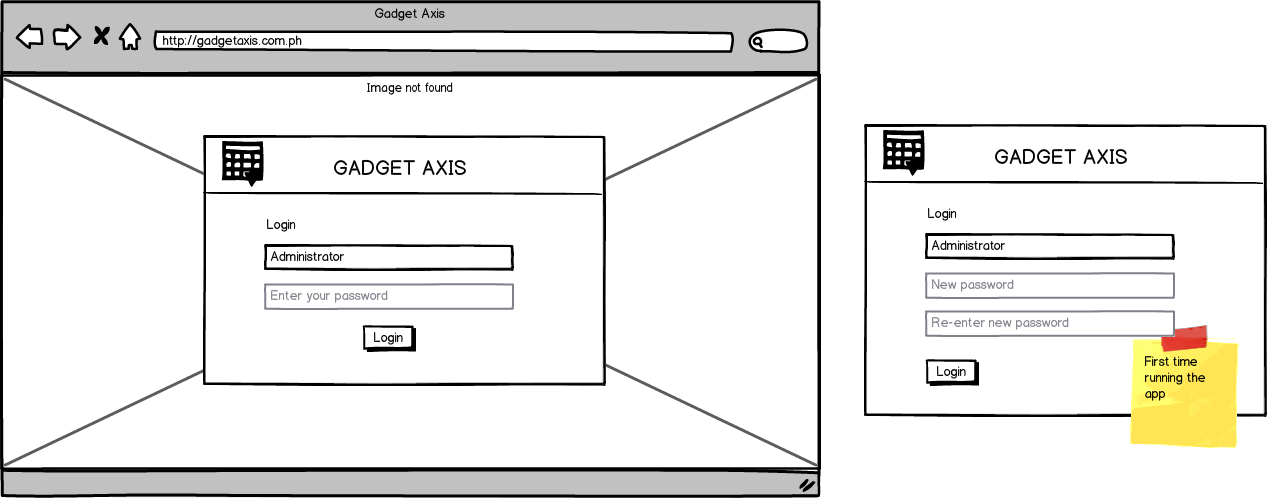 Gadget Axis
http://gadgetaxis.com.ph
Image not found
GADGET AXIS
Login
Administrator
Enter your password
Login
GADGET AXIS
Login
Administrator
New password
Re-enter new password
Login
First time
running the
app